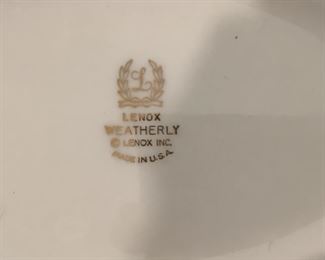 L
LENOX
WEATHERLY
© LENOX INC.
MADE IN U.S.A.